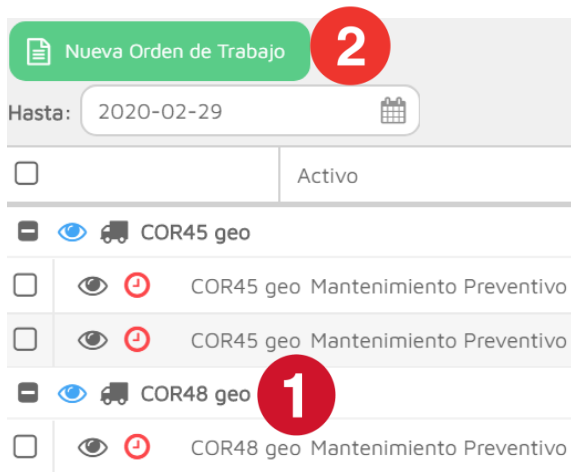 Nueva Orden de Trabajo 2
Hasta: 2020-02-29
Activo
COR45 geo
COR45 geo Mantenimiento Preventivo
COR45 geo Mantenimiento Preventivo
COR48 geo 1
COR48 geo Mantenimiento Preventivo